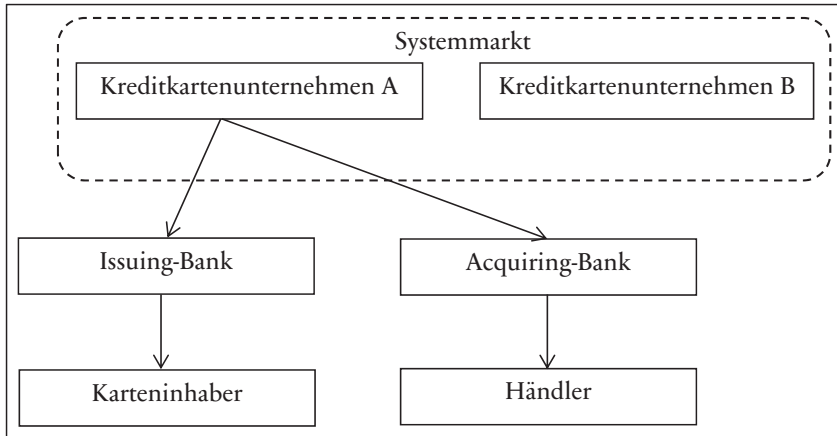 Systemmarkt
Kreditkartenunternehmen A
Kreditkartenunternehmen B
Issuing-Bank
Acquiring-Bank
Karteninhaber
Händler